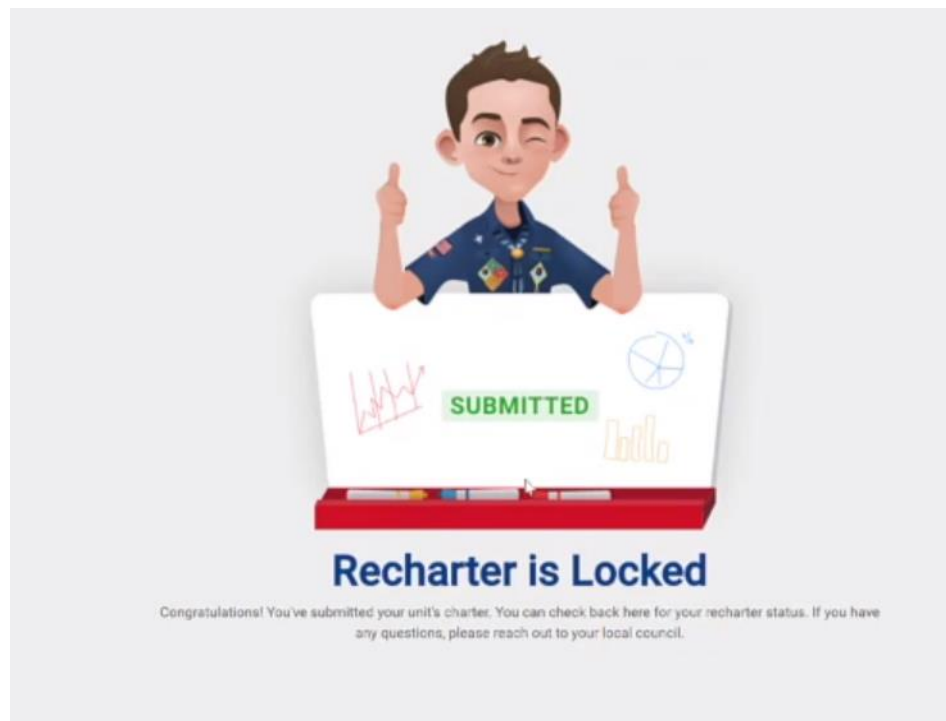 SUBMITTED
Recharter is Locked
Congratulations! You've submitted your unit's charter. You can check back here for your recharter status. If you have
any questions, please reach out to your local council.